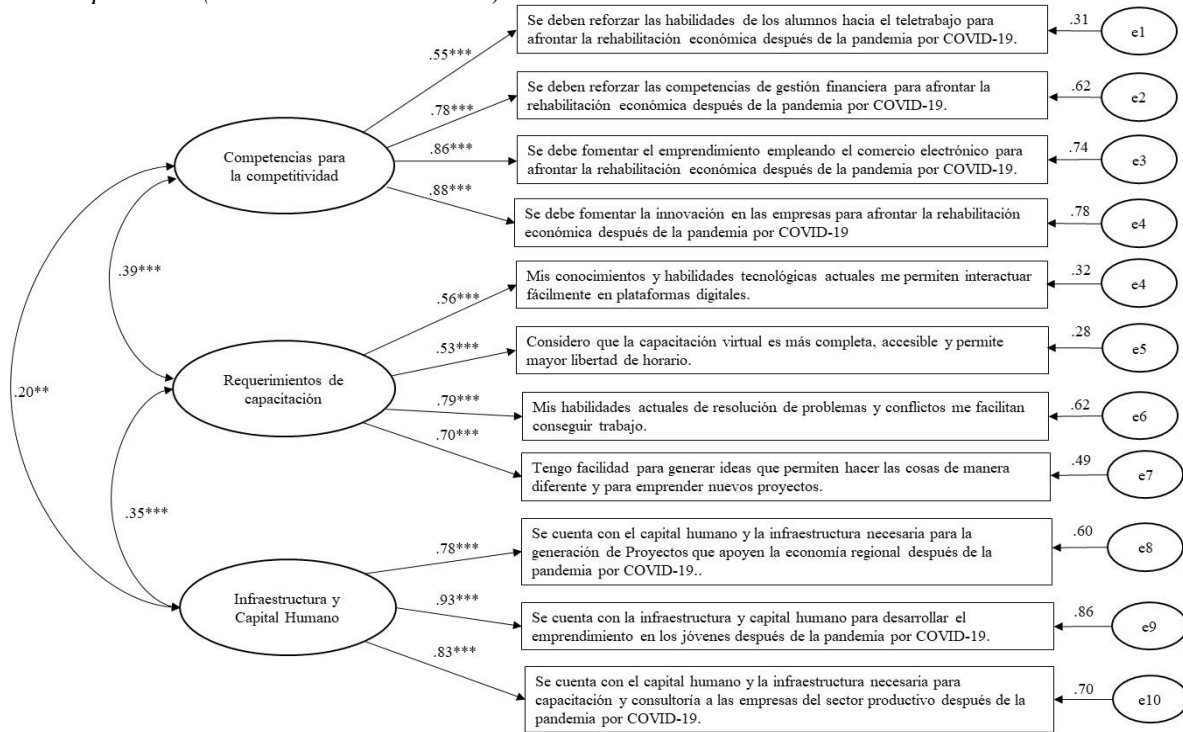 Se deben reforzar las habilidades de los alumnos hacia el teletrabajo para
afrontar la rehabilitación económica después de la pandemia por COVID-19.
.31
e1
.55***
Se deben reforzar las competencias de gestión financiera para afrontar la
rehabilitación económica después de la pandemia por COVID-19.
.62
e2
.78***
Competencias para
la competitividad
.86***
Se debe fomentar el emprendimiento empleando el comercio electrónico para
afrontar la rehabilitación económica después de la pandemia por COVID-19.
.74
e3
.88***
Se debe fomentar la innovación en las empresas para afrontar la rehabilitación
económica después de la pandemia por COVID-19
.78
e4
.39***
Mis conocimientos y habilidades tecnológicas actuales me permiten interactuar
fácilmente en plataformas digitales.
.32
e4
.56***
Considero que la capacitación virtual es más completa, accesible y permite
mayor libertad de horario.
.28
e5
.53***
Requerimientos de
capacitación
.20**
.79***
Mis habilidades actuales de resolución de problemas y conflictos me facilitan
conseguir trabajo.
.62
e6
.70***
Tengo facilidad para generar ideas que permiten hacer las cosas de manera
diferente y para emprender nuevos proyectos.
.49
e7
.35***
Se cuenta con el capital humano y la infraestructura necesaria para la
generación de Proyectos que apoyen la economía regional después de la
pandemia por COVID-19..
.60
e8
.78***
Infraestructura y
Capital Humano
.93***
Se cuenta con la infraestructura y capital humano para desarrollar el
emprendimiento en los jóvenes después de la pandemia por COVID-19.
.86
e9
.83***
Se cuenta con el capital humano y la infraestructura necesaria para
capacitación y consultoría a las empresas del sector productivo después de la
pandemia por COVID-19.
.70
e10